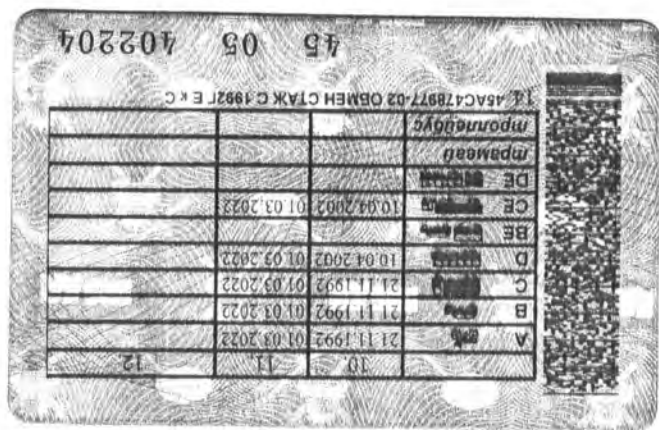 10. 11. 12.
A 21.11.1992 01.03.2022
B 21.11.1992 01.03.2022
C 21.11.1992 01.03.2022
D 10.04.2002 01.03.2022
BE
CE 10.04.2002 01.03.2022
DE
трамвай
троллейбус
14. 45АС478977-02 ОБМЕН СТАЖ С 1992Г Е к С
45 05 402204